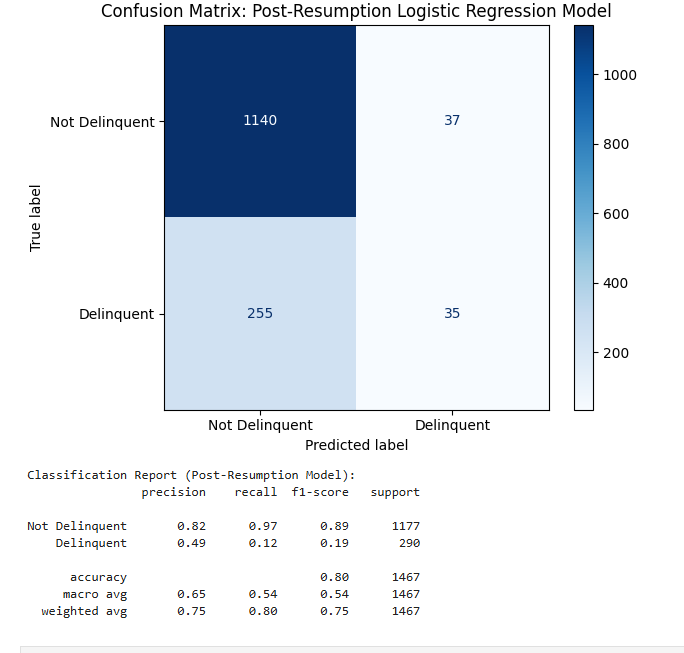 Confusion Matrix: Post-Resumption Logistic Regression Model
1000
Not Delinquent
1140
37
800
True label
600
400
Delinquent
255
35
200
Not Delinquent
Delinquent
Predicted label
Classification Report (Post-Resumption Model):
precision recall f1-score support
Not Delinquent 0.82 0.97 0.89 1177
Delinquent 0.49 0.12 0.19 290
accuracy 0.80 1467
macro avg 0.65 0.54 0.54 1467
weighted avg 0.75 0.80 0.75 1467